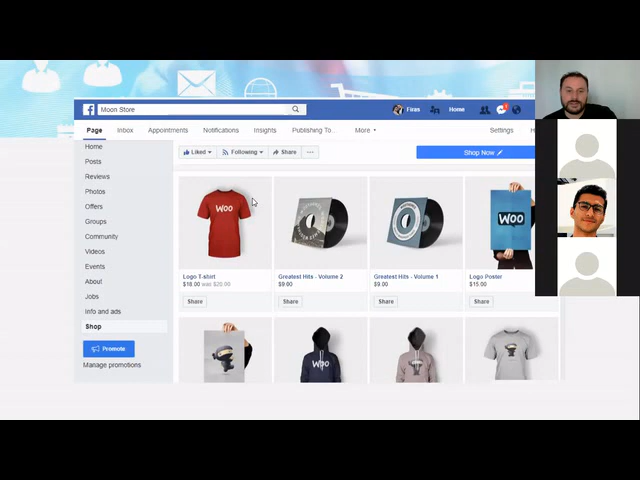 Moon Store
Firas
Home
Page Inbox Appointments Notifications Insights Publishing To... More Settings H
Home
Posts
Reviews
Photos
Offers
Groups
Community
Videos
Events
About
Jobs
Info and ads
Shop
Promote
Manage promotions
Liked Following Share ...
Shop Now
WOO
WOO
Logo T-shirt
$18.00 was $20.00
Share
Greatest Hits - Volume 2
$9.00
Share
Greatest Hits - Volume 1
$9.00
Share
Logo Poster
$15.00
Share
WOO